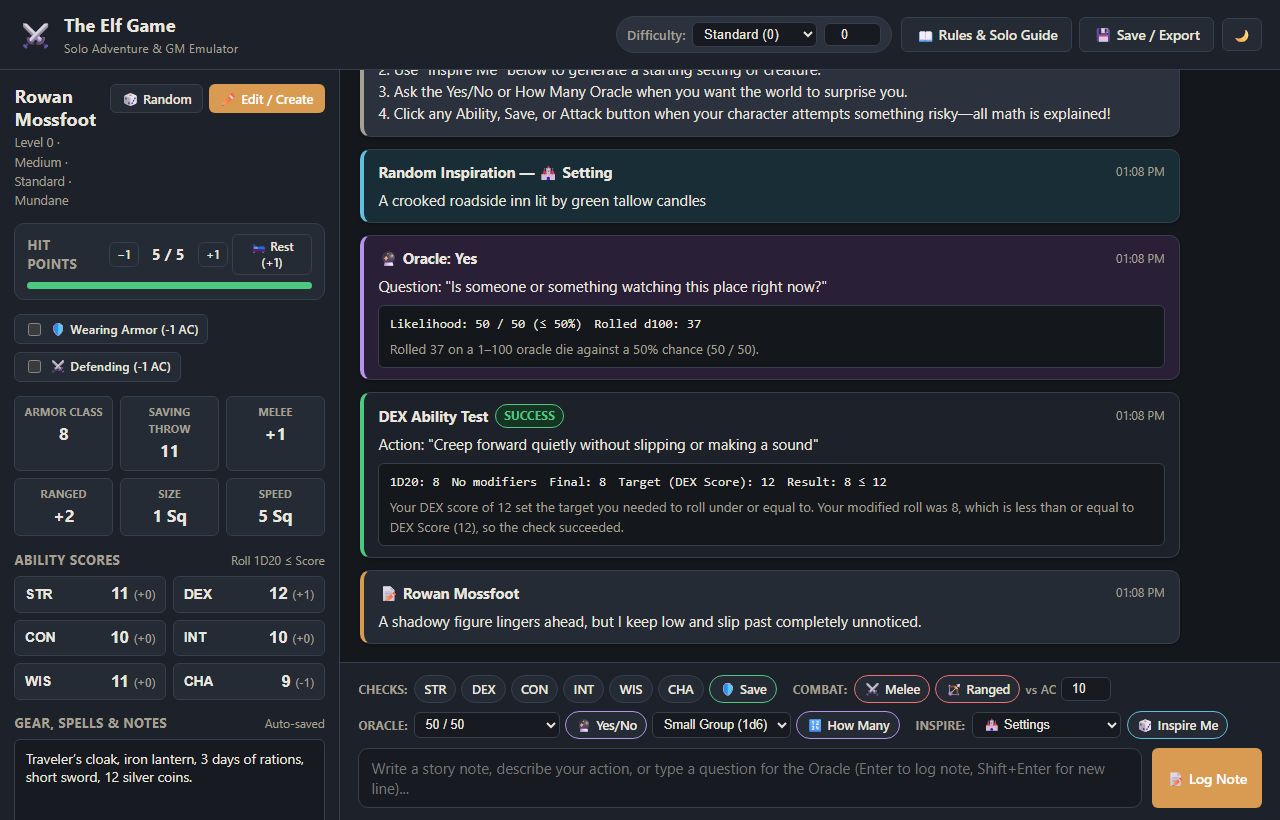 The Elf Game
Solo Adventure & GM Emulator
Difficulty:
Standard (0)
0
Rules & Solo Guide
Save / Export
Rowan
Mossfoot
Random
Edit / Create
Level 0 ·
Medium ·
Standard ·
Mundane
HIT
POINTS
−1
5 / 5
+1
Rest
(+1)
Wearing Armor (-1 AC)
Defending (-1 AC)
ARMOR CLASS
8
SAVING
THROW
11
MELEE
+1
RANGED
+2
SIZE
1 Sq
SPEED
5 Sq
ABILITY SCORES
Roll 1D20 ≤ Score
STR 11 (+0)
DEX 12 (+1)
CON 10 (+0)
INT 10 (+0)
WIS 11 (+0)
CHA 9 (-1)
GEAR, SPELLS & NOTES
Auto-saved
Traveler's cloak, iron lantern, 3 days of rations,
short sword, 12 silver coins.
2. Use "Inspire Me" below to generate a starting setting or creature.
3. Ask the Yes/No or How Many Oracle when you want the world to surprise you.
4. Click any Ability, Save, or Attack button when your character attempts something risky—all math is explained!
Random Inspiration — 🏰 Setting
01:08 PM
A crooked roadside inn lit by green tallow candles
Oracle: Yes
01:08 PM
Question: "Is someone or something watching this place right now?"
Likelihood: 50 / 50 (≤ 50%) Rolled d100: 37
Rolled 37 on a 1–100 oracle die against a 50% chance (50 / 50).
DEX Ability Test SUCCESS
01:08 PM
Action: "Creep forward quietly without slipping or making a sound"
1D20: 8 No modifiers Final: 8 Target (DEX Score): 12 Result: 8 ≤ 12
Your DEX score of 12 set the target you needed to roll under or equal to. Your modified roll was 8, which is less than or equal to
DEX Score (12), so the check succeeded.
Rowan Mossfoot
01:08 PM
A shadowy figure lingers ahead, but I keep low and slip past completely unnoticed.
CHECKS: STR DEX CON INT WIS CHA Save COMBAT: Melee Ranged vs AC 10
ORACLE: 50 / 50 Yes/No Small Group (1d6) How Many INSPIRE: Settings Inspire Me
Write a story note, describe your action, or type a question for the Oracle (Enter to log note, Shift+Enter for new
line)...
Log Note